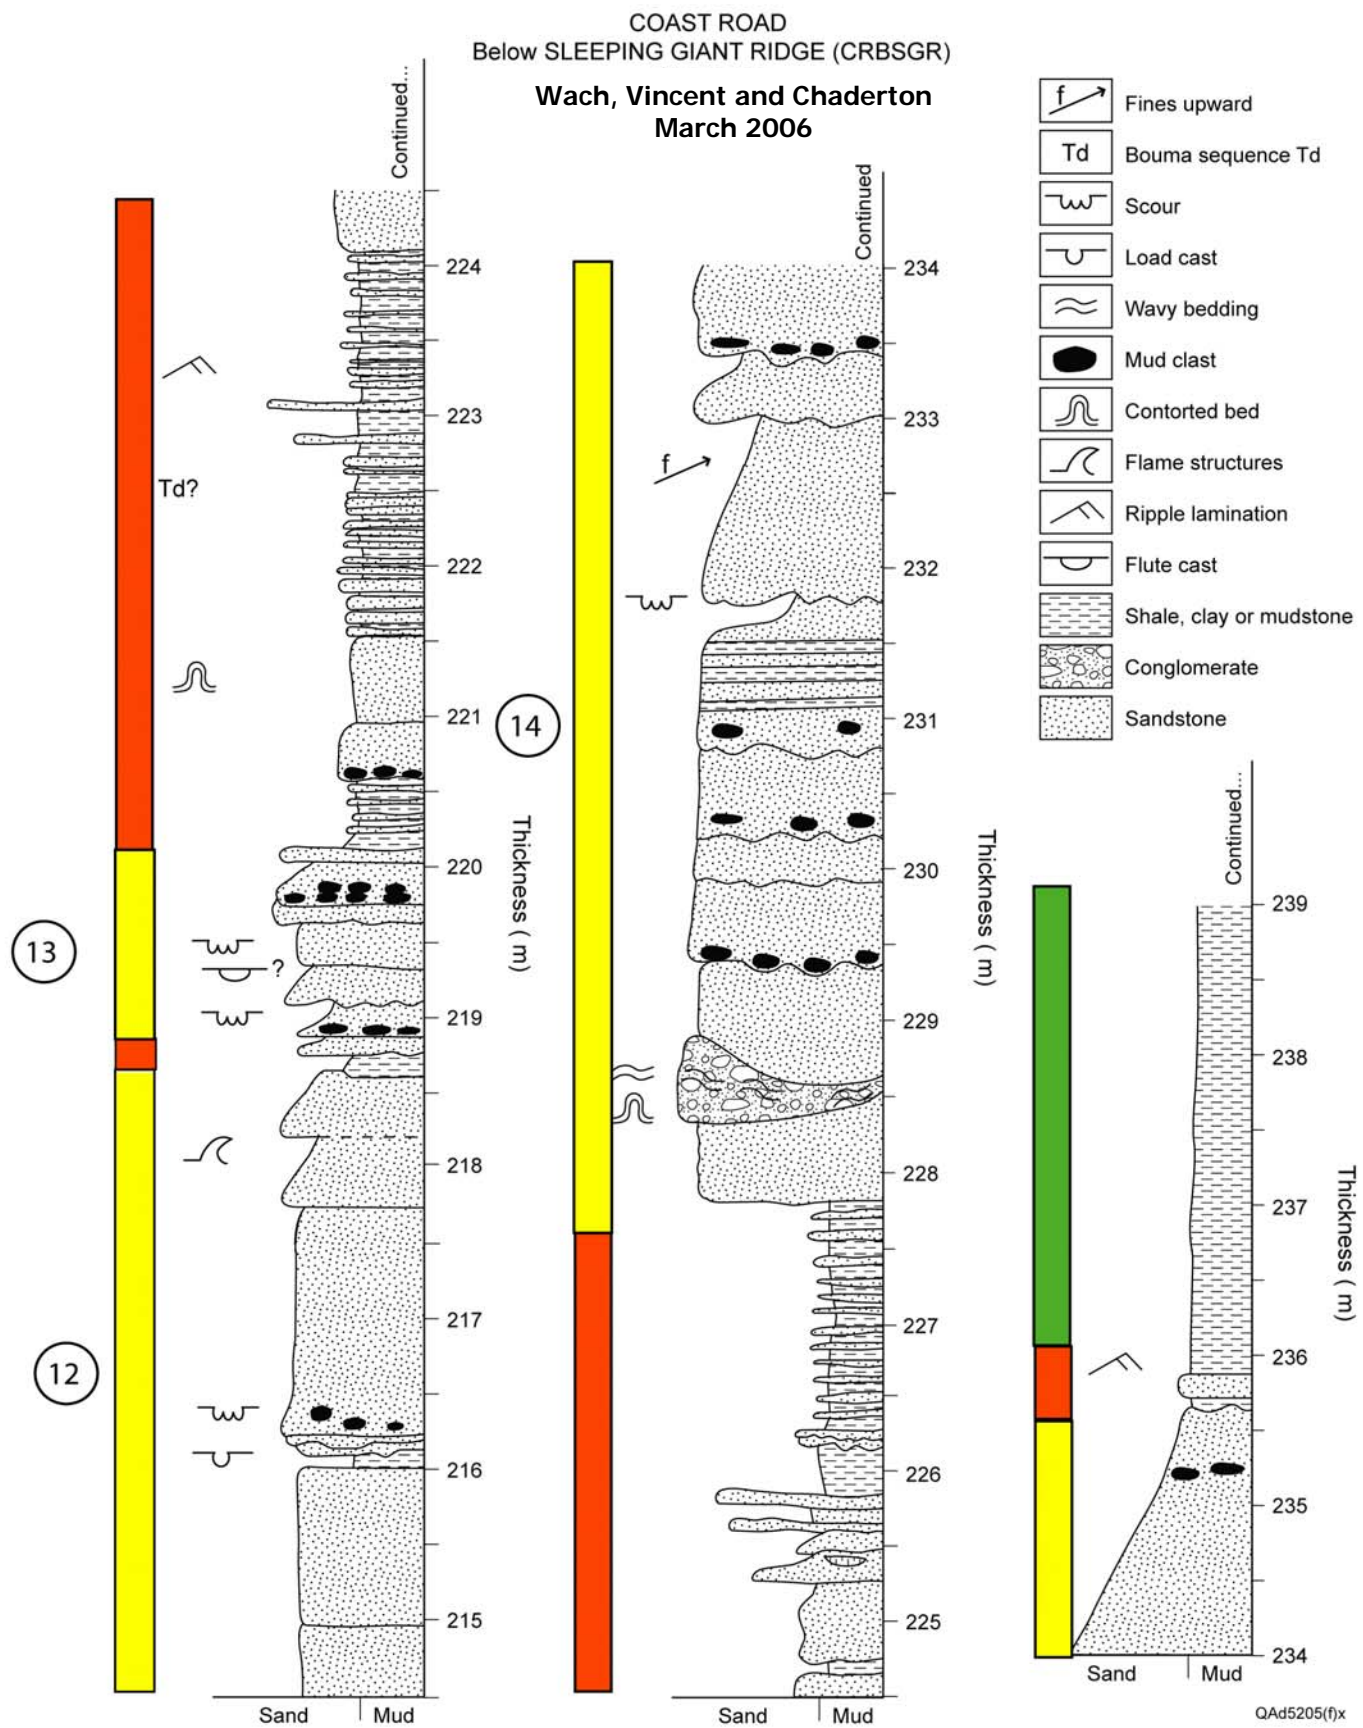 COAST ROAD
Below SLEEPING GIANT RIDGE (CRBSGR)
Wach, Vincent and Chaderton
March 2006
Continued...
224
223
222
221
220
219
218
217
216
215
Thickness ( m)
Td?
?
13
12
Sand
Mud
Continued
234
233
232
231
230
229
228
227
226
225
Thickness ( m)
f
14
Sand
Mud
f
Fines upward
Td
Bouma sequence Td
Scour
Load cast
Wavy bedding
Mud clast
Contorted bed
Flame structures
Ripple lamination
Flute cast
Shale, clay or mudstone
Conglomerate
Sandstone
Continued...
239
238
237
236
235
234
Thickness ( m)
Sand
Mud
QAd5205(f)x